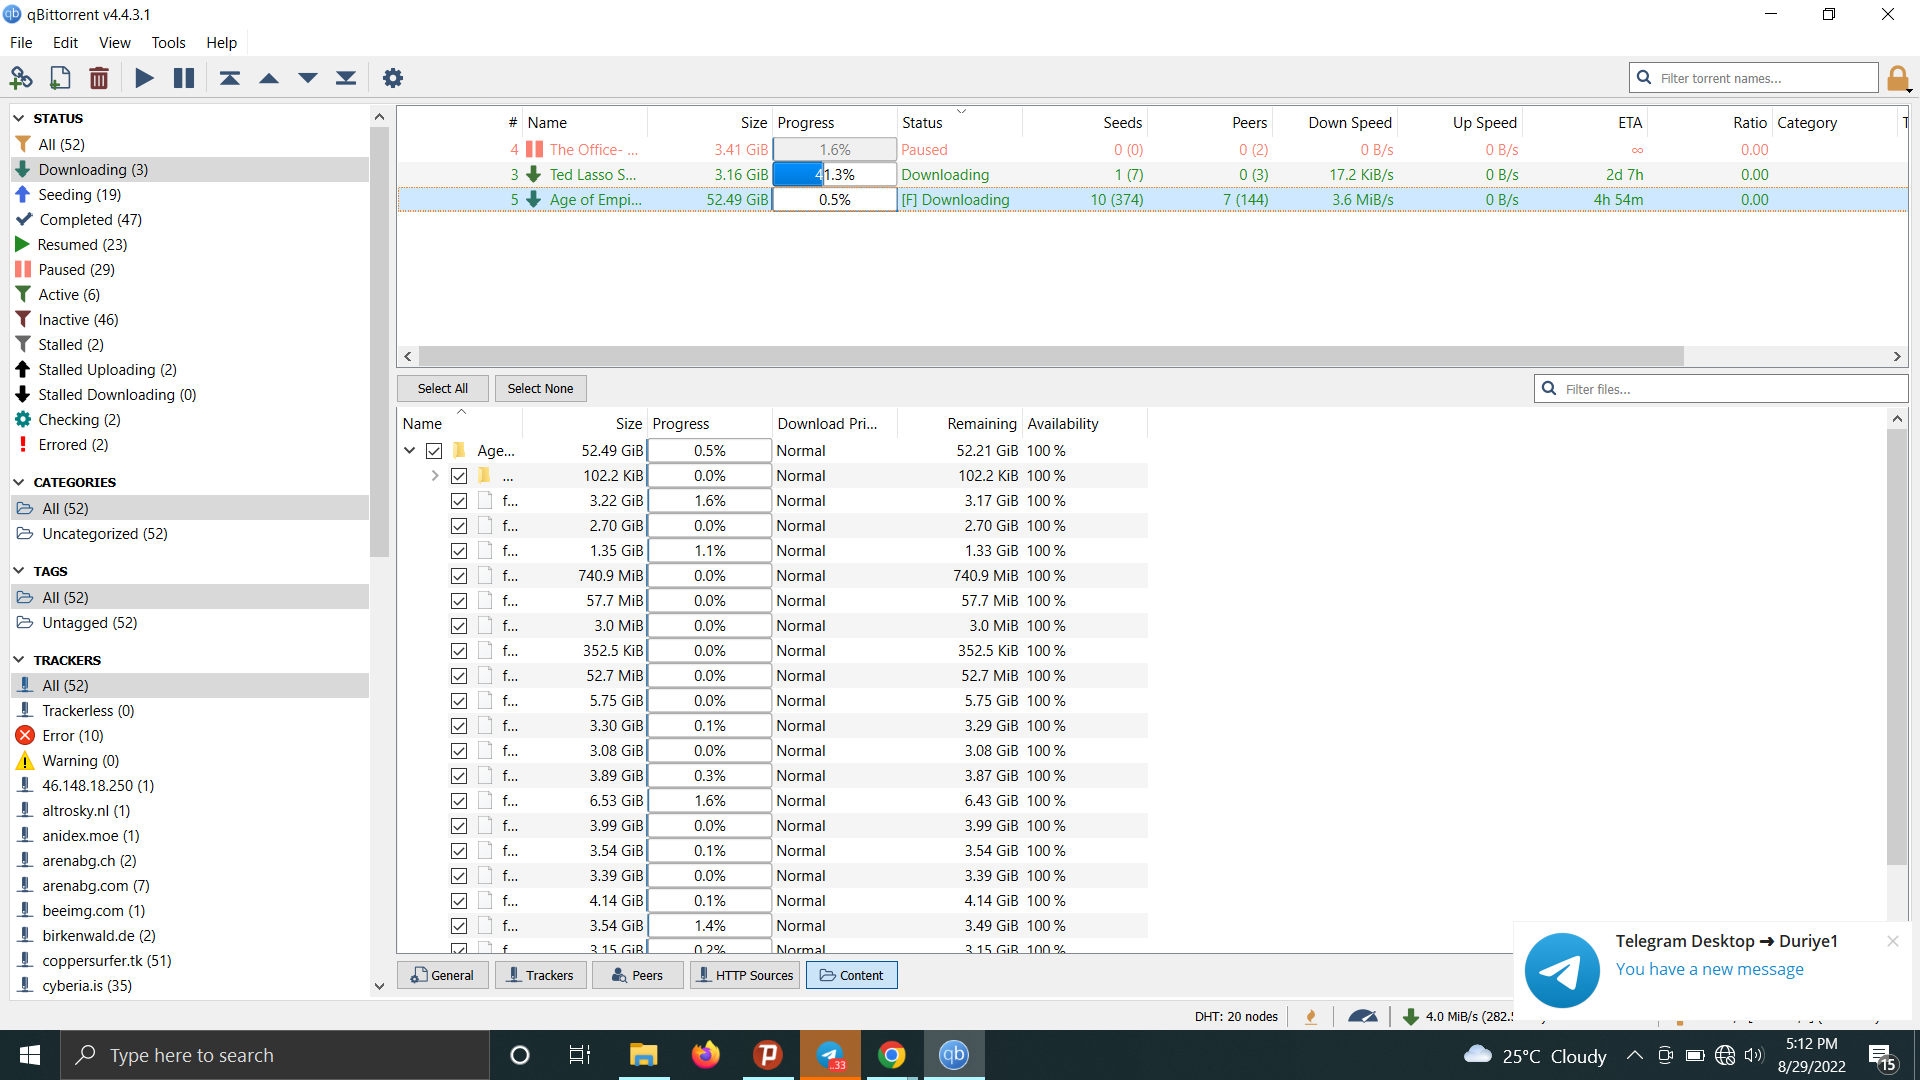 qBittorrent v4.4.3.1
File Edit View Tools Help
Filter torrent names...
STATUS
All (52)
Downloading (3)
Seeding (19)
Completed (47)
Resumed (23)
Paused (29)
Active (6)
Inactive (46)
Stalled (2)
Stalled Uploading (2)
Stalled Downloading (0)
Checking (2)
Errored (2)
CATEGORIES
All (52)
Uncategorized (52)
TAGS
All (52)
Untagged (52)
TRACKERS
All (52)
Trackerless (0)
Error (10)
Warning (0)
46.148.18.250 (1)
altrosky.nl (1)
anidex.moe (1)
arenabg.ch (2)
arenabg.com (7)
beeimg.com (1)
birkenwald.de (2)
coppersurfer.tk (51)
cyberia.is (35)
# Name Size Progress Status Seeds Peers Down Speed Up Speed ETA Ratio Category
4 The Office- ... 3.41 GiB 1.6% Paused 0 (0) 0 (2) 0 B/s 0 B/s ∞ 0.00
3 Ted Lasso S... 3.16 GiB 41.3% Downloading 1 (7) 0 (3) 17.2 KiB/s 0 B/s 2d 7h 0.00
5 Age of Empi... 52.49 GiB 0.5% [F] Downloading 10 (374) 7 (144) 3.6 MiB/s 0 B/s 4h 54m 0.00
Select All Select None Filter files...
Name Size Progress Download Pri... Remaining Availability
Age... 52.49 GiB 0.5% Normal 52.21 GiB 100 %
... 102.2 KiB 0.0% Normal 102.2 KiB 100 %
f... 3.22 GiB 1.6% Normal 3.17 GiB 100 %
f... 2.70 GiB 0.0% Normal 2.70 GiB 100 %
f... 1.35 GiB 1.1% Normal 1.33 GiB 100 %
f... 740.9 MiB 0.0% Normal 740.9 MiB 100 %
f... 57.7 MiB 0.0% Normal 57.7 MiB 100 %
f... 3.0 MiB 0.0% Normal 3.0 MiB 100 %
f... 352.5 KiB 0.0% Normal 352.5 KiB 100 %
f... 52.7 MiB 0.0% Normal 52.7 MiB 100 %
f... 5.75 GiB 0.0% Normal 5.75 GiB 100 %
f... 3.30 GiB 0.1% Normal 3.29 GiB 100 %
f... 3.08 GiB 0.0% Normal 3.08 GiB 100 %
f... 3.89 GiB 0.3% Normal 3.87 GiB 100 %
f... 6.53 GiB 1.6% Normal 6.43 GiB 100 %
f... 3.99 GiB 0.0% Normal 3.99 GiB 100 %
f... 3.54 GiB 0.1% Normal 3.54 GiB 100 %
f... 3.39 GiB 0.0% Normal 3.39 GiB 100 %
f... 4.14 GiB 0.1% Normal 4.14 GiB 100 %
f... 3.54 GiB 1.4% Normal 3.49 GiB 100 %
f... 3.15 GiB 0.2% Normal 3.15 GiB 100 %
General Trackers Peers HTTP Sources Content
Telegram Desktop ➜ Duriye1
You have a new message
DHT: 20 nodes 4.0 MiB/s
Type here to search
..33
qb
25°C Cloudy
5:12 PM
8/29/2022
15